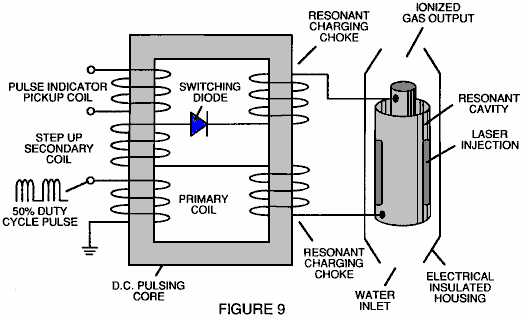 IONIZED
GAS OUTPUT
RESONANT
CHARGING
CHOKE
PULSE INDICATOR
PICKUP COIL
SWITCHING
DIODE
RESONANT
CAVITY
STEP UP
SECONDARY
COIL
LASER
INJECTION
50% DUTY
CYCLE PULSE
PRIMARY
COIL
RESONANT
CHARGING
CHOKE
D.C. PULSING
CORE
WATER
INLET
ELECTRICAL
INSULATED
HOUSING
FIGURE 9